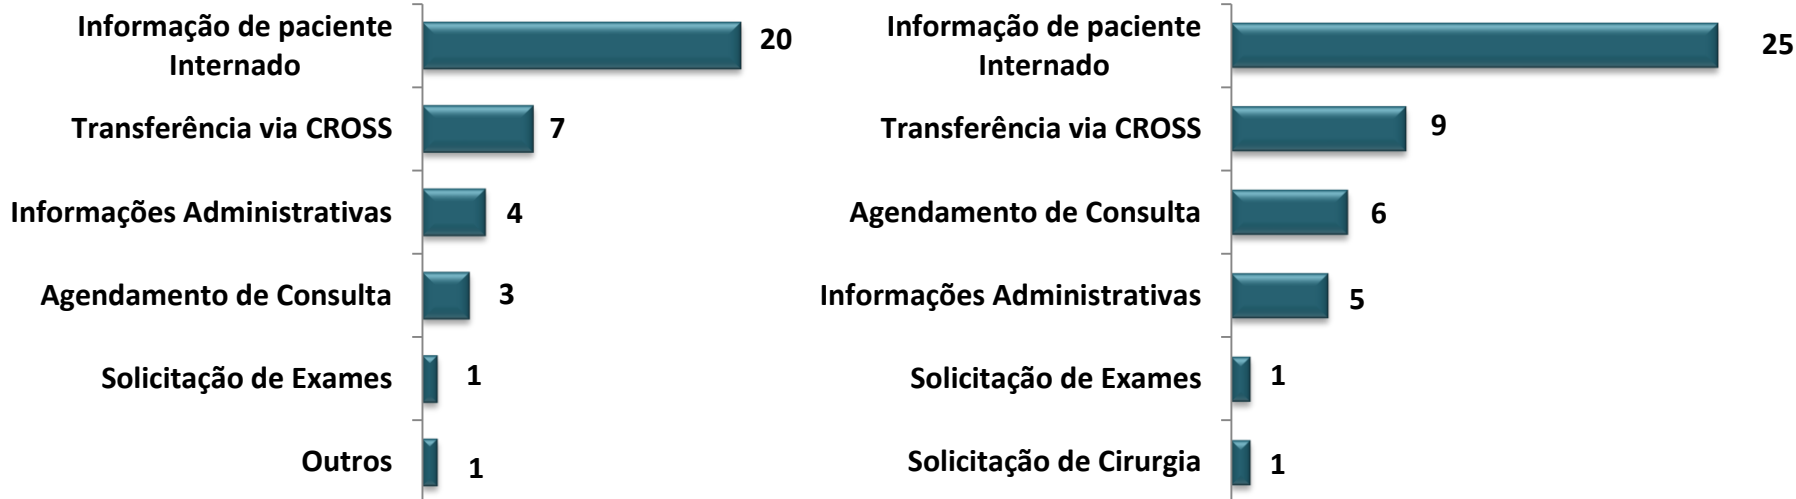 Informação de paciente
Internado
20
Transferência via CROSS
7
Informações Administrativas
4
Agendamento de Consulta
3
Solicitação de Exames
1
Outros
1
Informação de paciente
Internado
25
Transferência via CROSS
9
Agendamento de Consulta
6
Informações Administrativas
5
Solicitação de Exames
1
Solicitação de Cirurgia
1